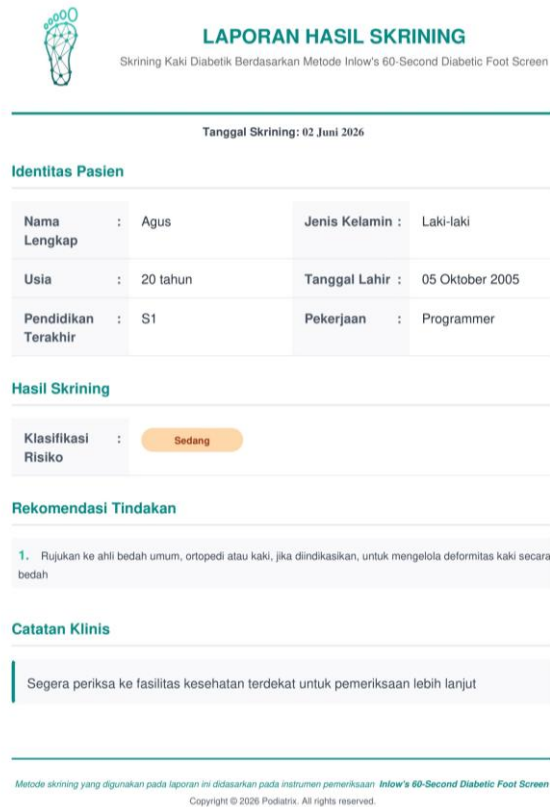 LAPORAN HASIL SKRINING
Skrining Kaki Diabetik Berdasarkan Metode Inlow's 60-Second Diabetic Foot Screen
Tanggal Skrining: 02 Juni 2026
Identitas Pasien
Nama Lengkap : Agus Jenis Kelamin : Laki-laki
Usia : 20 tahun Tanggal Lahir : 05 Oktober 2005
Pendidikan Terakhir : S1 Pekerjaan : Programmer
Hasil Skrining
Klasifikasi Risiko : Sedang
Rekomendasi Tindakan
1. Rujukan ke ahli bedah umum, ortopedi atau kaki, jika diindikasikan, untuk mengelola deformitas kaki secara
bedah
Catatan Klinis
Segera periksa ke fasilitas kesehatan terdekat untuk pemeriksaan lebih lanjut
Metode skrining yang digunakan pada laporan ini didasarkan pada instrumen pemeriksaan Inlow's 60-Second Diabetic Foot Screen
Copyright © 2026 Podiatrix. All rights reserved.